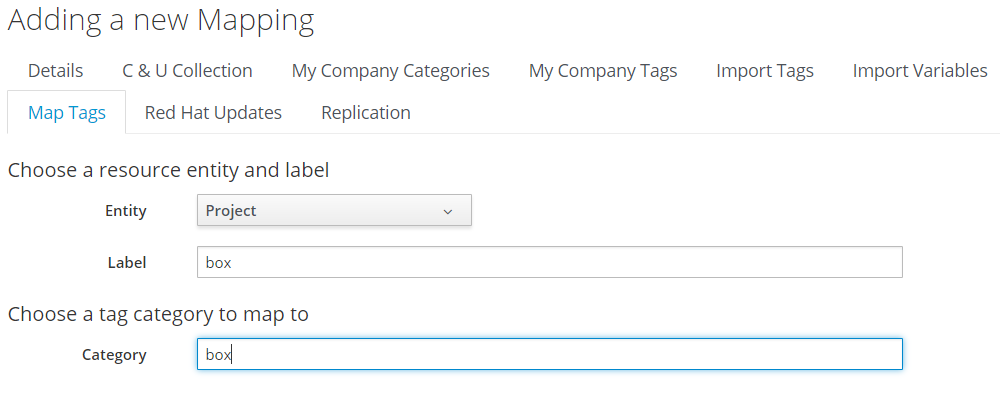 Adding a new Mapping
Details C & U Collection My Company Categories My Company Tags Import Tags Import Variables
Map Tags Red Hat Updates Replication
Choose a resource entity and label
Entity Project
Label box
Choose a tag category to map to
Category box